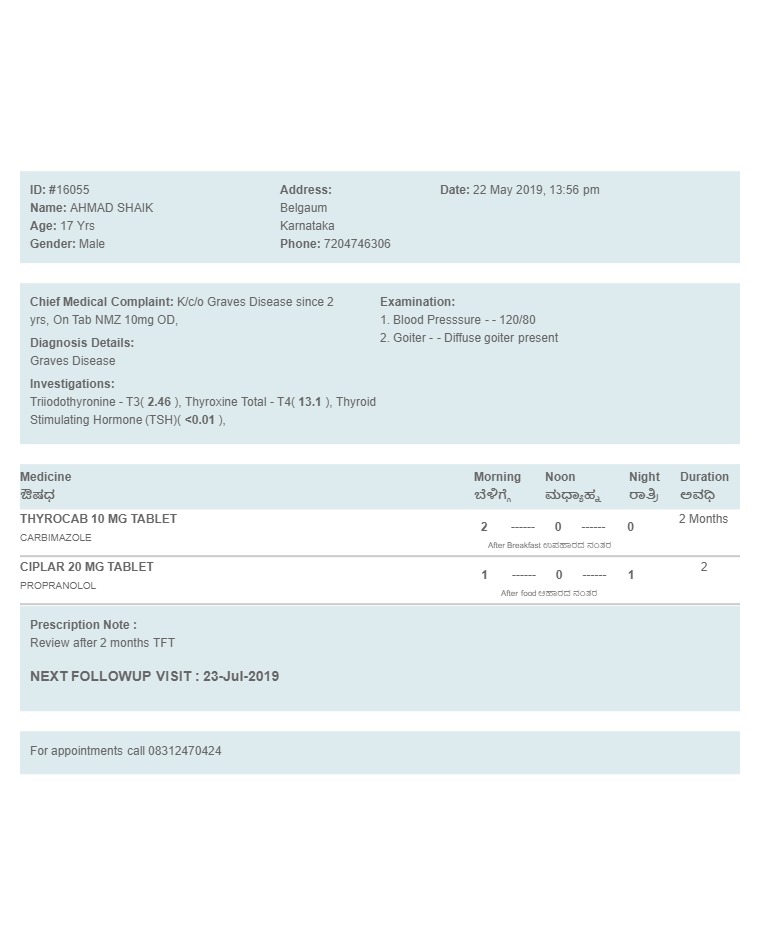 ID: #16055
Name: AHMAD SHAIK
Age: 17 Yrs
Gender: Male
Address:
Belgaum
Karnataka
Phone: 7204746306
Date: 22 May 2019, 13:56 pm
Chief Medical Complaint: K/c/o Graves Disease since 2
yrs, On Tab NMZ 10mg OD,
Diagnosis Details:
Graves Disease
Investigations:
Triiodothyronine - T3( 2.46 ), Thyroxine Total - T4( 13.1 ), Thyroid
Stimulating Hormone (TSH)( <0.01 ),
Examination:
1. Blood Presssure - - 120/80
2. Goiter - - Diffuse goiter present
Medicine Morning Noon Night Duration
ಔಷಧ ಬೆಳಿಗ್ಗೆ ಮಧ್ಯಾಹ್ನ ರಾತ್ರಿ ಅವಧಿ
THYROCAB 10 MG TABLET 2 ------ 0 ------ 0 2 Months
CARBIMAZOLE
After Breakfast ಉಪಹಾರದ ನಂತರ
CIPLAR 20 MG TABLET 1 ------ 0 ------ 1 2
PROPRANOLOL
After food ಆಹಾರದ ನಂತರ
Prescription Note :
Review after 2 months TFT
NEXT FOLLOWUP VISIT : 23-Jul-2019
For appointments call 08312470424